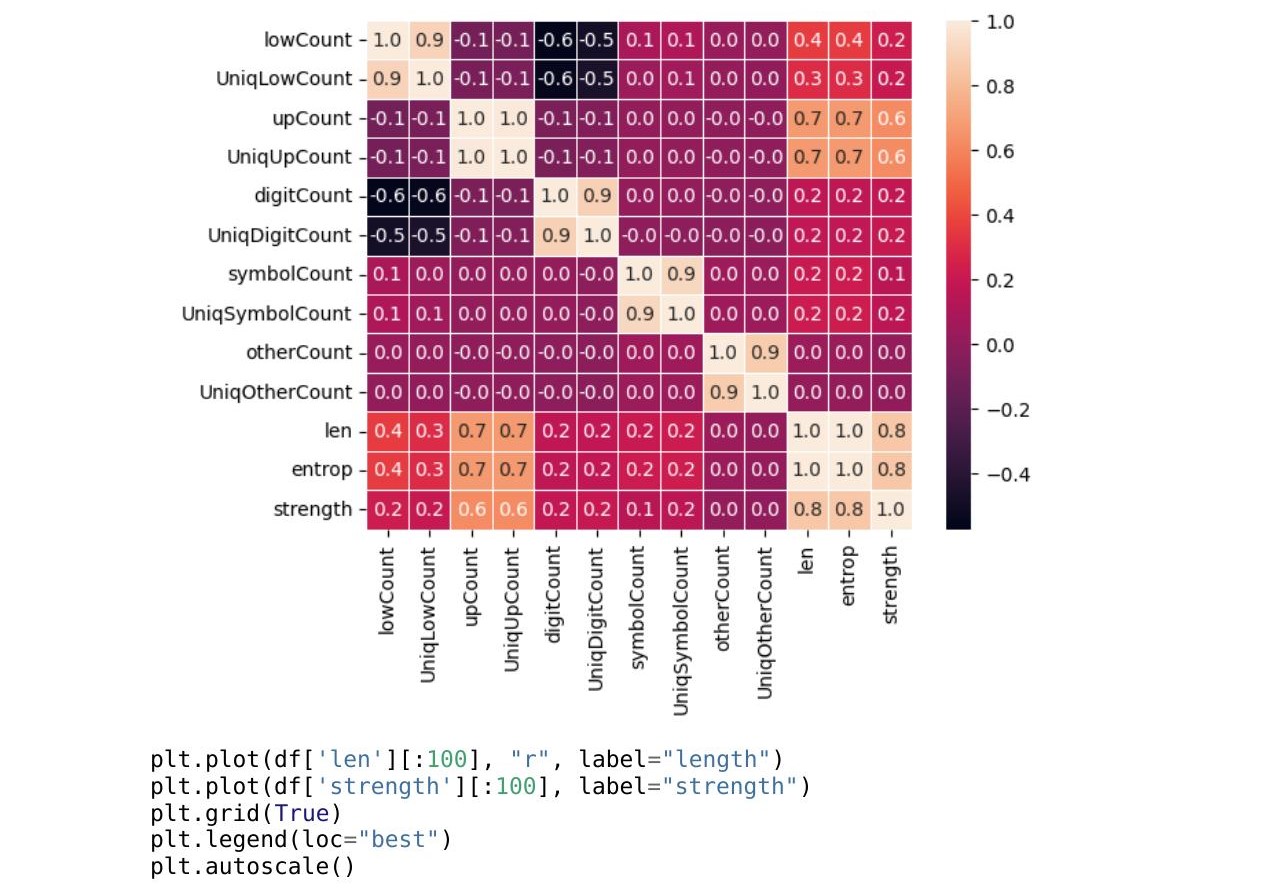 lowCount 1.0 0.9 -0.1 -0.1 -0.6 -0.5 0.1 0.1 0.0 0.0 0.4 0.4 0.2
UniqLowCount 0.9 1.0 -0.1 -0.1 -0.6 -0.5 0.0 0.1 0.0 0.0 0.3 0.3 0.2
upCount -0.1 -0.1 1.0 1.0 -0.1 -0.1 0.0 0.0 -0.0 -0.0 0.7 0.7 0.6
UniqUpCount -0.1 -0.1 1.0 1.0 -0.1 -0.1 0.0 0.0 -0.0 -0.0 0.7 0.7 0.6
digitCount -0.6 -0.6 -0.1 -0.1 1.0 0.9 0.0 0.0 -0.0 -0.0 0.2 0.2 0.2
UniqDigitCount -0.5 -0.5 -0.1 -0.1 0.9 1.0 -0.0 -0.0 -0.0 -0.0 0.2 0.2 0.2
symbolCount 0.1 0.0 0.0 0.0 0.0 -0.0 1.0 0.9 0.0 0.0 0.2 0.2 0.1
UniqSymbolCount 0.1 0.1 0.0 0.0 0.0 -0.0 0.9 1.0 0.0 0.0 0.2 0.2 0.2
otherCount 0.0 0.0 -0.0 -0.0 -0.0 -0.0 0.0 0.0 1.0 0.9 0.0 0.0 0.0
UniqOtherCount 0.0 0.0 -0.0 -0.0 -0.0 -0.0 0.0 0.0 0.9 1.0 0.0 0.0 0.0
len 0.4 0.3 0.7 0.7 0.2 0.2 0.2 0.2 0.0 0.0 1.0 1.0 0.8
entrop 0.4 0.3 0.7 0.7 0.2 0.2 0.2 0.2 0.0 0.0 1.0 1.0 0.8
strength 0.2 0.2 0.6 0.6 0.2 0.2 0.1 0.2 0.0 0.0 0.8 0.8 1.0
lowCount
UniqLowCount
upCount
UniqUpCount
digitCount
UniqDigitCount
symbolCount
UniqSymbolCount
otherCount
UniqOtherCount
len
entrop
strength
1.0
0.8
0.6
0.4
0.2
0.0
−0.2
−0.4
plt.plot(df['len'][:100], "r", label="length")
plt.plot(df['strength'][:100], label="strength")
plt.grid(True)
plt.legend(loc="best")
plt.autoscale()